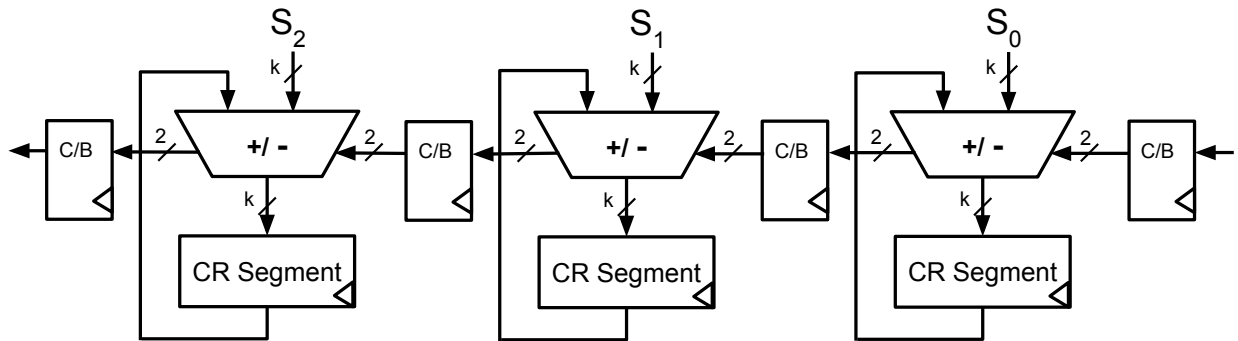 S₂ S₁ S₀
k k k
C/B 2 +/ - 2 C/B 2 +/ - 2 C/B 2 +/ - 2 C/B
k k k
CR Segment CR Segment CR Segment